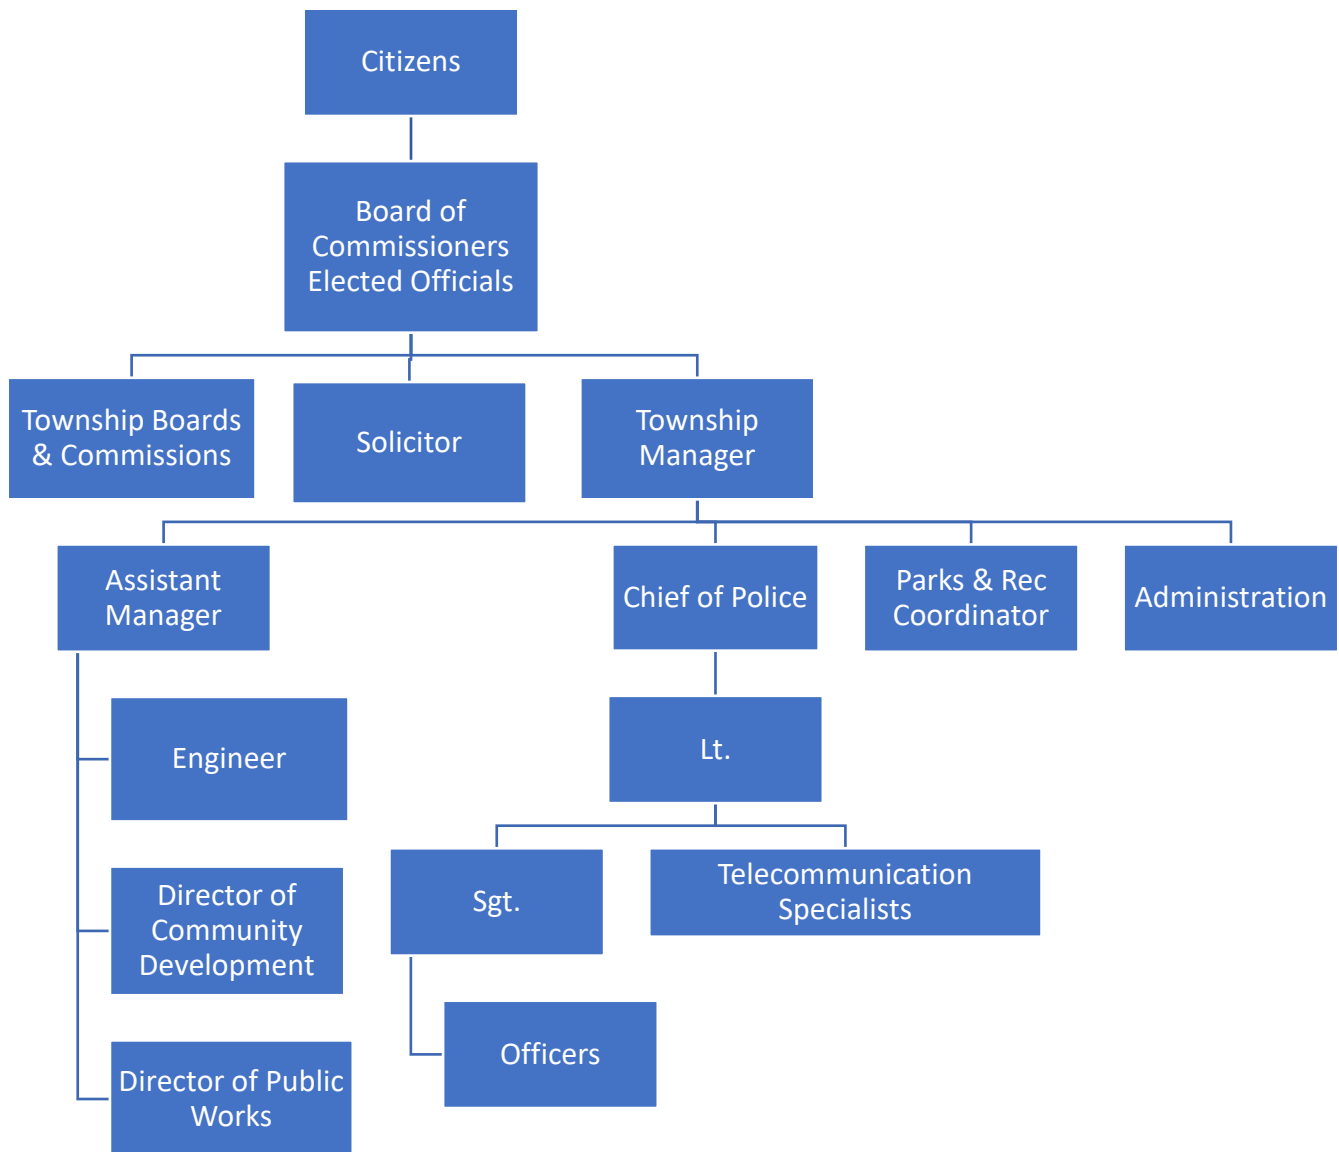 Citizens
Board of
Commissioners
Elected Officials
Township Boards
& Commissions
Solicitor
Township
Manager
Assistant
Manager
Chief of Police
Parks & Rec
Coordinator
Administration
Engineer
Lt.
Director of
Community
Development
Sgt.
Telecommunication
Specialists
Officers
Director of Public
Works